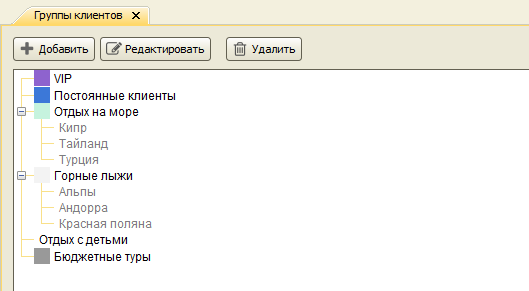 Группы клиентов
Добавить Редактировать Удалить
VIP
Постоянные клиенты
Отдых на море
Кипр
Тайланд
Турция
Горные лыжи
Альпы
Андорра
Красная поляна
Отдых с детьми
Бюджетные туры